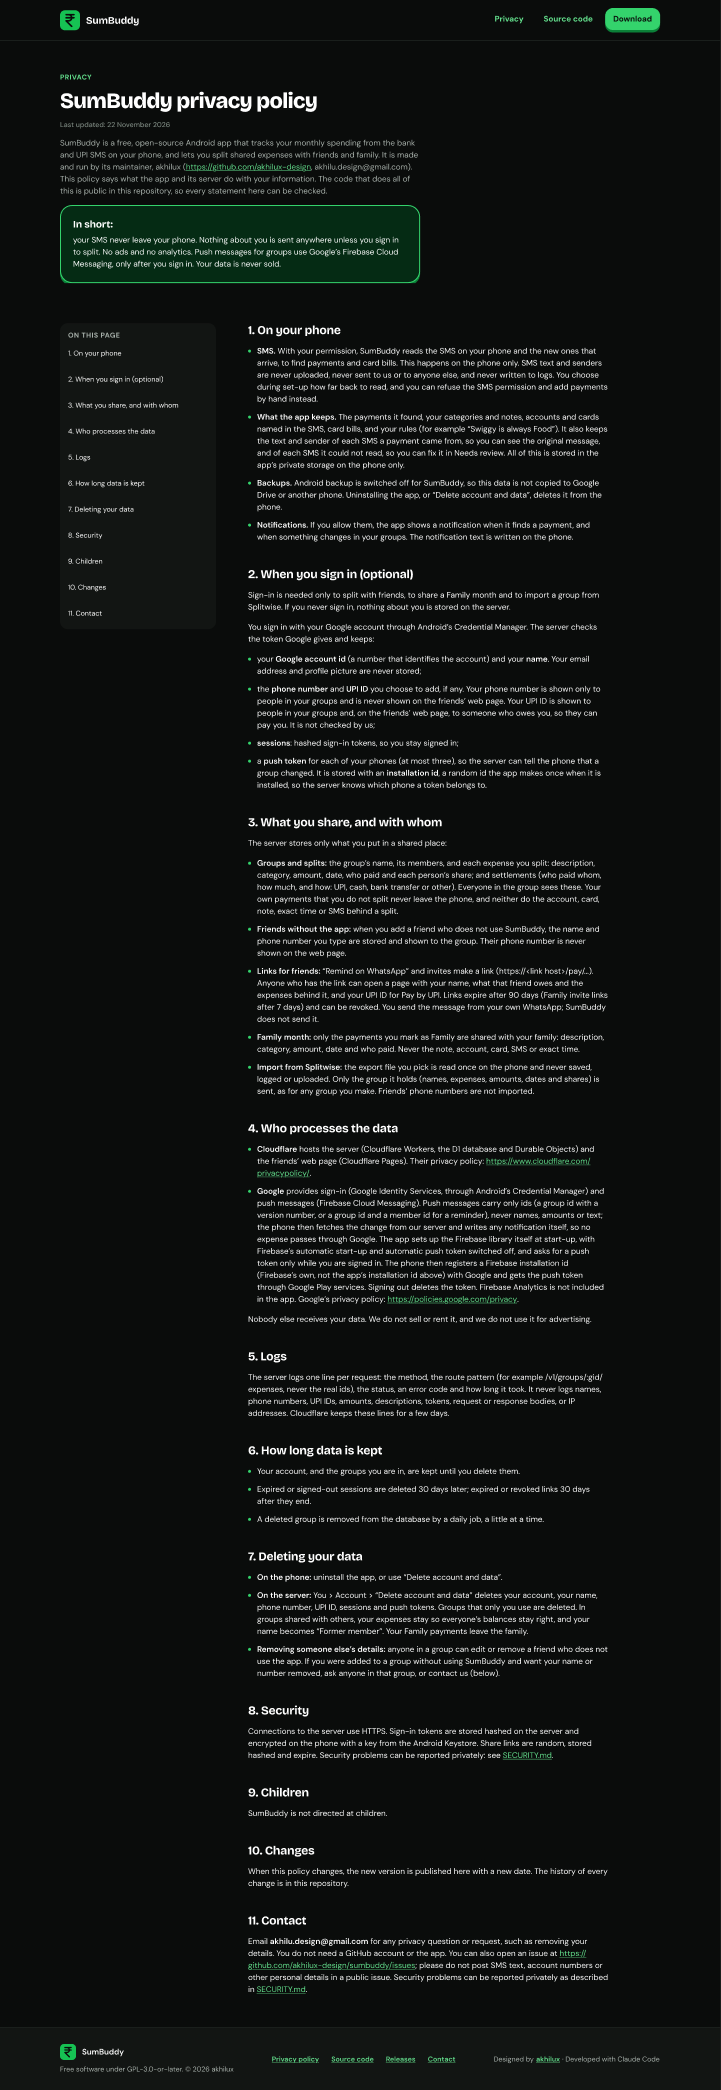 SumBuddy
Privacy
Source code
Download
PRIVACY
SumBuddy privacy policy
Last updated: 22 November 2026
SumBuddy is a free, open-source Android app that tracks your monthly spending from the bank
and UPI SMS on your phone, and lets you split shared expenses with friends and family. It is made
and run by its maintainer, akhilux (https://github.com/akhilux-design, akhilu.design@gmail.com).
This policy says what the app and its server do with your information. The code that does all of
this is public in this repository, so every statement here can be checked.
In short:
your SMS never leave your phone. Nothing about you is sent anywhere unless you sign in
to split. No ads and no analytics. Push messages for groups use Google's Firebase Cloud
Messaging, only after you sign in. Your data is never sold.
ON THIS PAGE
1. On your phone
2. When you sign in (optional)
3. What you share, and with whom
4. Who processes the data
5. Logs
6. How long data is kept
7. Deleting your data
8. Security
9. Children
10. Changes
11. Contact
1. On your phone
• SMS. With your permission, SumBuddy reads the SMS on your phone and the new ones that
arrive, to find payments and card bills. This happens on the phone only. SMS text and senders
are never uploaded, never sent to us or to anyone else, and never written to logs. You choose
during set-up how far back to read, and you can refuse the SMS permission and add payments
by hand instead.
• What the app keeps. The payments it found, your categories and notes, accounts and cards
named in the SMS, card bills, and your rules (for example “Swiggy is always Food”). It also keeps
the text and sender of each SMS a payment came from, so you can see the original message,
and of each SMS it could not read, so you can fix it in Needs review. All of this is stored in the
app's private storage on the phone only.
• Backups. Android backup is switched off for SumBuddy, so this data is not copied to Google
Drive or another phone. Uninstalling the app, or “Delete account and data”, deletes it from the
phone.
• Notifications. If you allow them, the app shows a notification when it finds a payment, and
when something changes in your groups. The notification text is written on the phone.
2. When you sign in (optional)
Sign-in is needed only to split with friends, to share a Family month and to import a group from
Splitwise. If you never sign in, nothing about you is stored on the server.
You sign in with your Google account through Android's Credential Manager. The server checks
the token Google gives and keeps:
• your Google account id (a number that identifies the account) and your name. Your email
address and profile picture are never stored;
• the phone number and UPI ID you choose to add, if any. Your phone number is shown only to
people in your groups and is never shown on the friends' web page. Your UPI ID is shown to
people in your groups and, on the friends' web page, to someone who owes you, so they can
pay you. It is not checked by us;
• sessions: hashed sign-in tokens, so you stay signed in;
• a push token for each of your phones (at most three), so the server can tell the phone that a
group changed. It is stored with an installation id, a random id the app makes once when it is
installed, so the server knows which phone a token belongs to.
3. What you share, and with whom
The server stores only what you put in a shared place:
• Groups and splits: the group's name, its members, and each expense you split: description,
category, amount, date, who paid and each person's share; and settlements (who paid whom,
how much, and how: UPI, cash, bank transfer or other). Everyone in the group sees these. Your
own payments that you do not split never leave the phone, and neither do the account, card,
note, exact time or SMS behind a split.
• Friends without the app: when you add a friend who does not use SumBuddy, the name and
phone number you type are stored and shown to the group. Their phone number is never
shown on the web page.
• Links for friends: “Remind on WhatsApp” and invites make a link (https://<link host>/pay/…).
Anyone who has the link can open a page with your name, what that friend owes and the
expenses behind it, and your UPI ID for Pay by UPI. Links expire after 90 days (Family invite links
after 7 days) and can be revoked. You send the message from your own WhatsApp; SumBuddy
does not send it.
• Family month: only the payments you mark as Family are shared with your family: description,
category, amount, date and who paid. Never the note, account, card, SMS or exact time.
• Import from Splitwise: the export file you pick is read once on the phone and never saved,
logged or uploaded. Only the group it holds (names, expenses, amounts, dates and shares) is
sent, as for any group you make. Friends' phone numbers are not imported.
4. Who processes the data
• Cloudflare hosts the server (Cloudflare Workers, the D1 database and Durable Objects) and
the friends' web page (Cloudflare Pages). Their privacy policy: https://www.cloudflare.com/
privacypolicy/.
• Google provides sign-in (Google Identity Services, through Android's Credential Manager) and
push messages (Firebase Cloud Messaging). Push messages carry only ids (a group id with a
version number, or a group id and a member id for a reminder), never names, amounts or text;
the phone then fetches the change from our server and writes any notification itself, so no
expense passes through Google. The app sets up the Firebase library itself at start-up, with
Firebase's automatic start-up and automatic push token switched off, and asks for a push
token only while you are signed in. The phone then registers a Firebase installation id
(Firebase's own, not the app's installation id above) with Google and gets the push token
through Google Play services. Signing out deletes the token. Firebase Analytics is not included
in the app. Google's privacy policy: https://policies.google.com/privacy.
Nobody else receives your data. We do not sell or rent it, and we do not use it for advertising.
5. Logs
The server logs one line per request: the method, the route pattern (for example /v1/groups/:gid/
expenses, never the real ids), the status, an error code and how long it took. It never logs names,
phone numbers, UPI IDs, amounts, descriptions, tokens, request or response bodies, or IP
addresses. Cloudflare keeps these lines for a few days.
6. How long data is kept
• Your account, and the groups you are in, are kept until you delete them.
• Expired or signed-out sessions are deleted 30 days later; expired or revoked links 30 days
after they end.
• A deleted group is removed from the database by a daily job, a little at a time.
7. Deleting your data
• On the phone: uninstall the app, or use “Delete account and data”.
• On the server: You > Account > “Delete account and data” deletes your account, your name,
phone number, UPI ID, sessions and push tokens. Groups that only you use are deleted. In
groups shared with others, your expenses stay so everyone's balances stay right, and your
name becomes “Former member”. Your Family payments leave the family.
• Removing someone else's details: anyone in a group can edit or remove a friend who does not
use the app. If you were added to a group without using SumBuddy and want your name or
number removed, ask anyone in that group, or contact us (below).
8. Security
Connections to the server use HTTPS. Sign-in tokens are stored hashed on the server and
encrypted on the phone with a key from the Android Keystore. Share links are random, stored
hashed and expire. Security problems can be reported privately: see SECURITY.md.
9. Children
SumBuddy is not directed at children.
10. Changes
When this policy changes, the new version is published here with a new date. The history of every
change is in this repository.
11. Contact
Email akhilu.design@gmail.com for any privacy question or request, such as removing your
details. You do not need a GitHub account or the app. You can also open an issue at https://
github.com/akhilux-design/sumbuddy/issues; please do not post SMS text, account numbers or
other personal details in a public issue. Security problems can be reported privately as described
in SECURITY.md.
SumBuddy
Free software under GPL-3.0-or-later. © 2026 akhilux
Privacy policy
Source code
Releases
Contact
Designed by akhilux · Developed with Claude Code